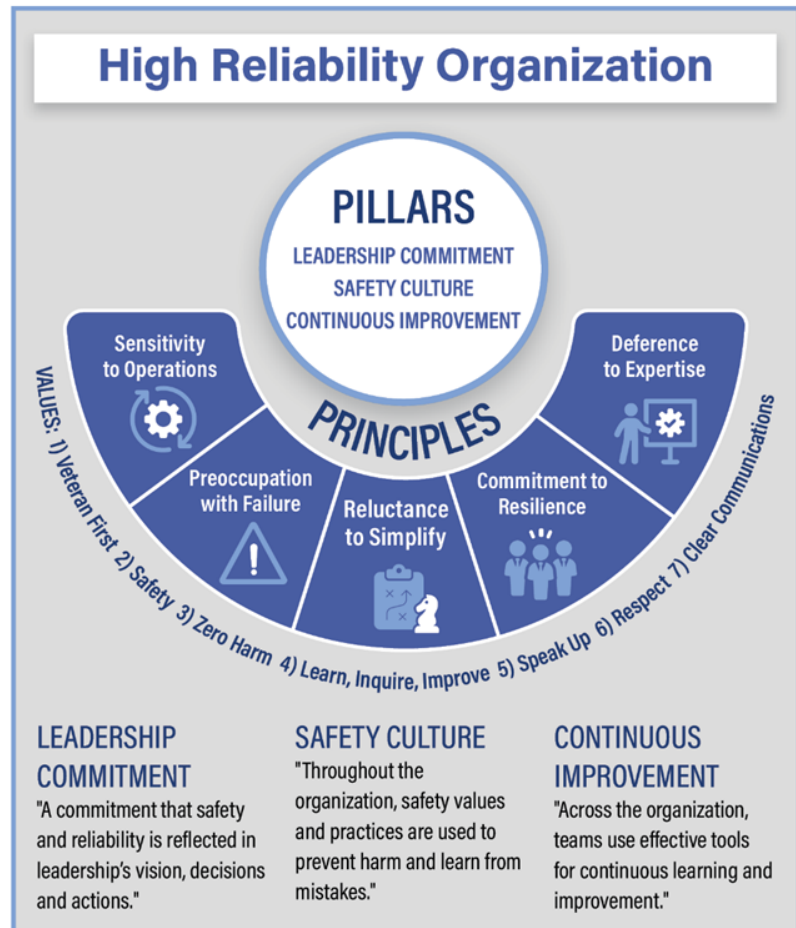 High Reliability Organization
PILLARS
LEADERSHIP COMMITMENT
SAFETY CULTURE
CONTINUOUS IMPROVEMENT
PRINCIPLES
Sensitivity
to Operations
Preoccupation
with Failure
Reluctance
to Simplify
Commitment to
Resilience
Deference
to Expertise
VALUES: 1) Veteran First 2) Safety 3) Zero Harm 4) Learn, Inquire, Improve 5) Speak Up 6) Respect 7) Clear Communications
LEADERSHIP
COMMITMENT
"A commitment that safety
and reliability is reflected in
leadership's vision, decisions
and actions."
SAFETY CULTURE
"Throughout the
organization, safety values
and practices are used to
prevent harm and learn from
mistakes."
CONTINUOUS
IMPROVEMENT
"Across the organization,
teams use effective tools
for continuous learning and
improvement."